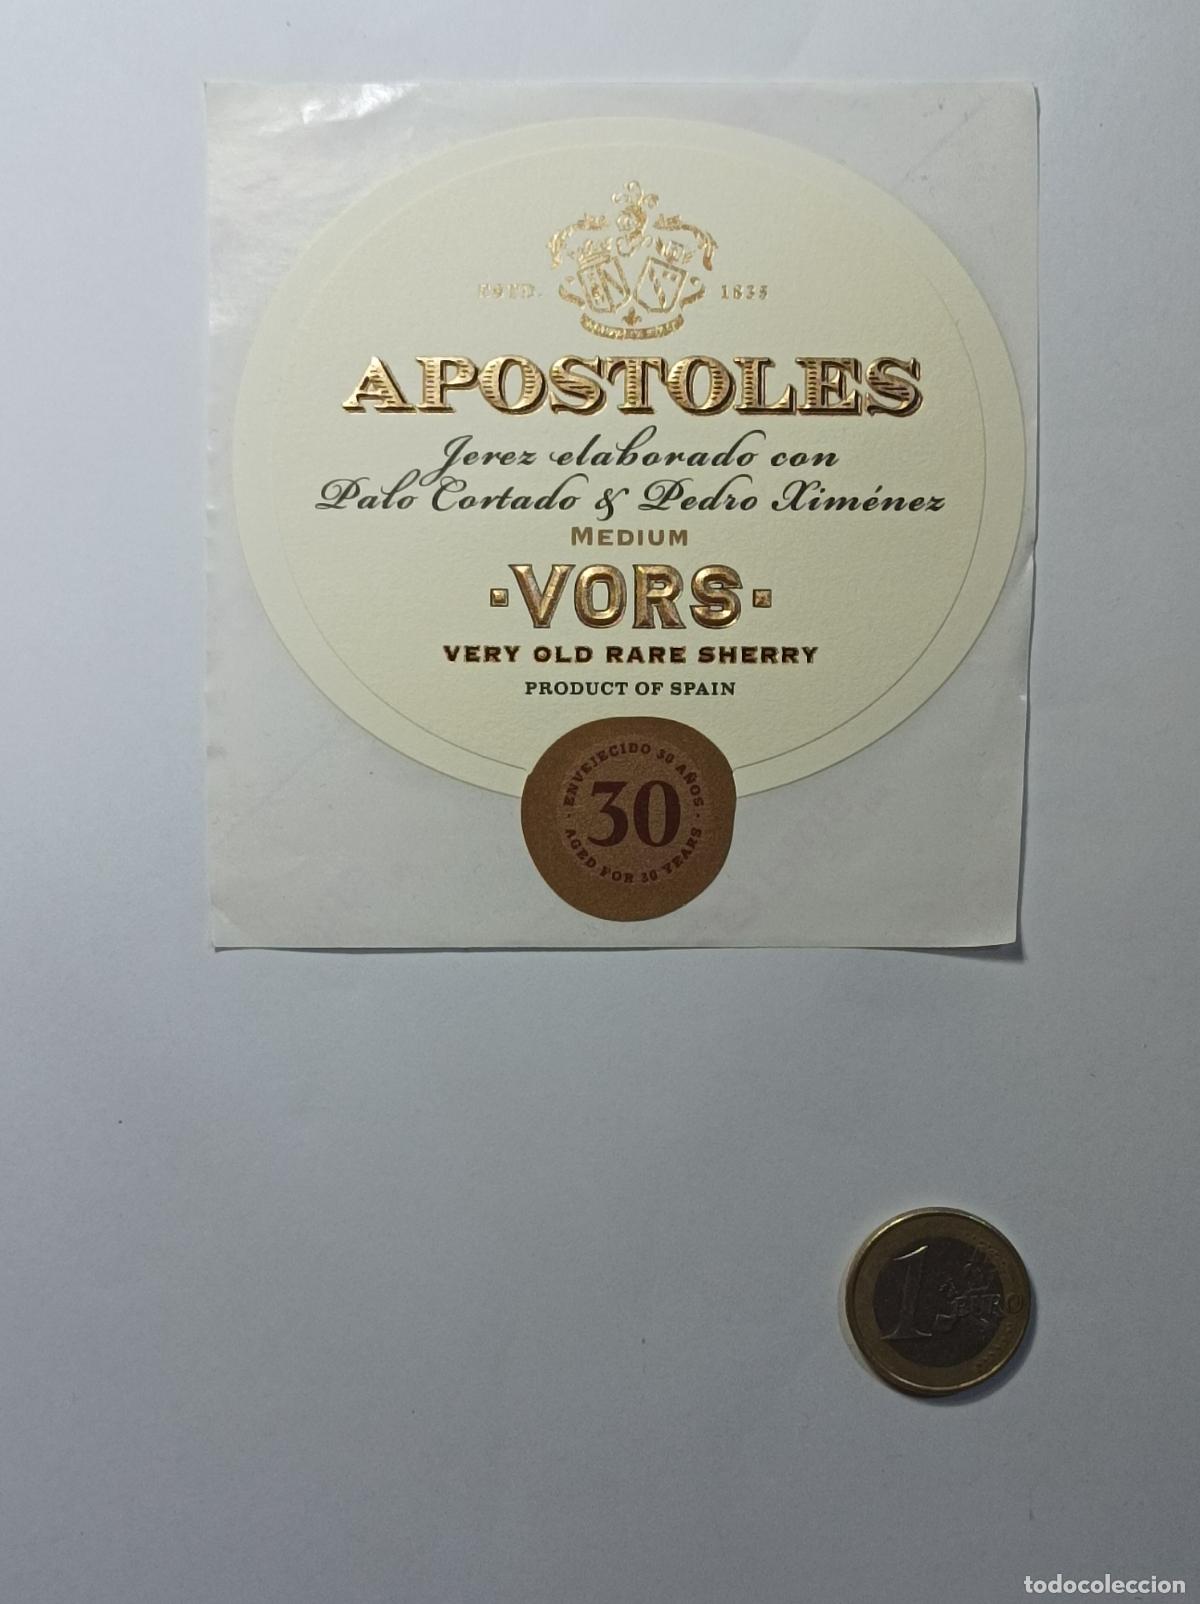 ESTD. 1835
APOSTOLES
Jerez elaborado con
Palo Cortado & Pedro Ximénez
MEDIUM
·VORS·
VERY OLD RARE SHERRY
PRODUCT OF SPAIN
· ENVEJECIDO 30 AÑOS ·
30
AGED FOR 30 YEARS
1 EURO
todocoleccion